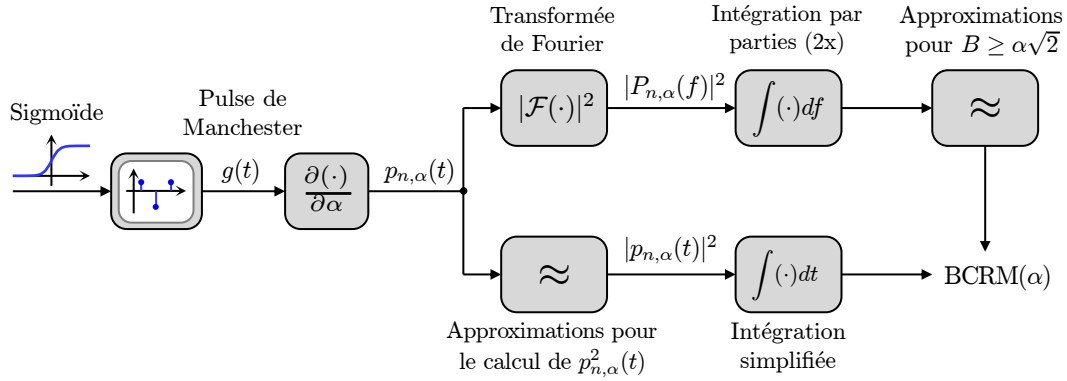 Transformée
de Fourier
Intégration par
parties (2x)
Approximations
pour B ≥ α√2
Sigmoïde
Pulse de
Manchester
g(t)
∂(·)
∂α
p_{n,α}(t)
|F(·)|²
|P_{n,α}(f)|²
∫(·)df
≈
≈
|p_{n,α}(t)|²
∫(·)dt
BCRM(α)
Approximations pour
le calcul de p²_{n,α}(t)
Intégration
simplifiée